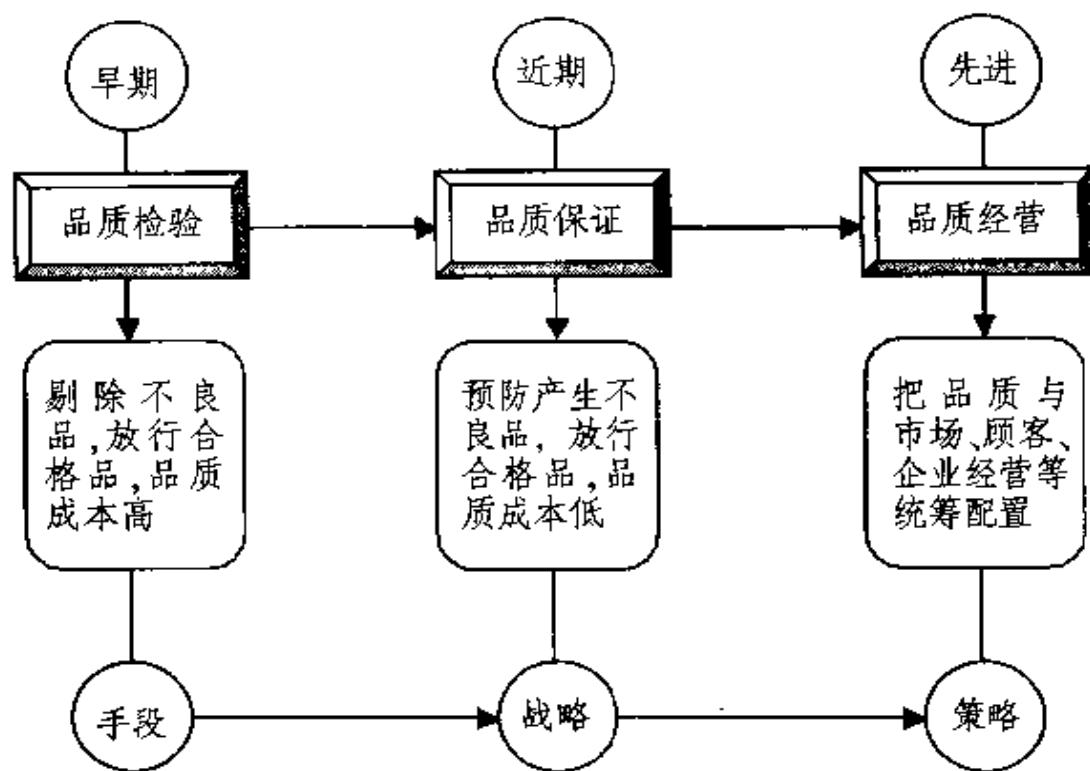 早期
近期
先进
品质检验
品质保证
品质经营
剔除不良
品,放行合
格品,品质
成本高
预防产生不
良品,放行
合格品,品
质成本低
把品质与
市场、顾客、
企业经营等
统筹配置
手段
战略
策略